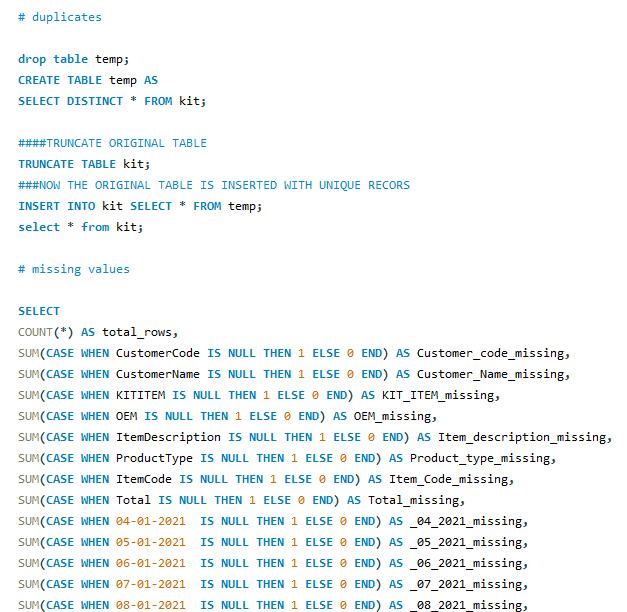 # duplicates
drop table temp;
CREATE TABLE temp AS
SELECT DISTINCT * FROM kit;
####TRUNCATE ORIGINAL TABLE
TRUNCATE TABLE kit;
###NOW THE ORIGINAL TABLE IS INSERTED WITH UNIQUE RECORS
INSERT INTO kit SELECT * FROM temp;
select * from kit;
# missing values
SELECT
COUNT(*) AS total_rows,
SUM(CASE WHEN CustomerCode IS NULL THEN 1 ELSE 0 END) AS Customer_code_missing,
SUM(CASE WHEN CustomerName IS NULL THEN 1 ELSE 0 END) AS Customer_Name_missing,
SUM(CASE WHEN KITITEM IS NULL THEN 1 ELSE 0 END) AS KIT_ITEM_missing,
SUM(CASE WHEN OEM IS NULL THEN 1 ELSE 0 END) AS OEM_missing,
SUM(CASE WHEN ItemDescription IS NULL THEN 1 ELSE 0 END) AS Item_description_missing,
SUM(CASE WHEN ProductType IS NULL THEN 1 ELSE 0 END) AS Product_type_missing,
SUM(CASE WHEN ItemCode IS NULL THEN 1 ELSE 0 END) AS Item_Code_missing,
SUM(CASE WHEN Total IS NULL THEN 1 ELSE 0 END) AS Total_missing,
SUM(CASE WHEN 04-01-2021  IS NULL THEN 1 ELSE 0 END) AS _04_2021_missing,
SUM(CASE WHEN 05-01-2021  IS NULL THEN 1 ELSE 0 END) AS _05_2021_missing,
SUM(CASE WHEN 06-01-2021  IS NULL THEN 1 ELSE 0 END) AS _06_2021_missing,
SUM(CASE WHEN 07-01-2021  IS NULL THEN 1 ELSE 0 END) AS _07_2021_missing,
SUM(CASE WHEN 08-01-2021  IS NULL THEN 1 ELSE 0 END) AS _08_2021_missing,